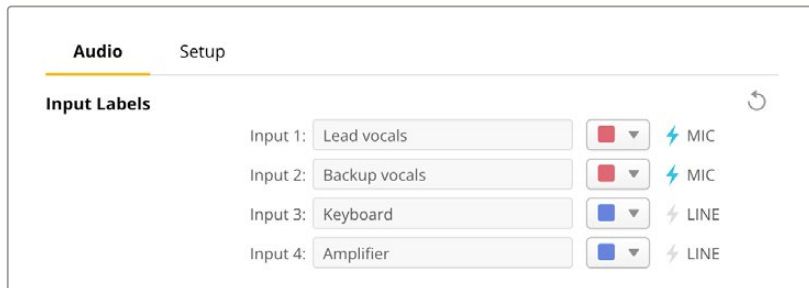 Audio Setup
Input Labels
Input 1: Lead vocals MIC
Input 2: Backup vocals MIC
Input 3: Keyboard LINE
Input 4: Amplifier LINE